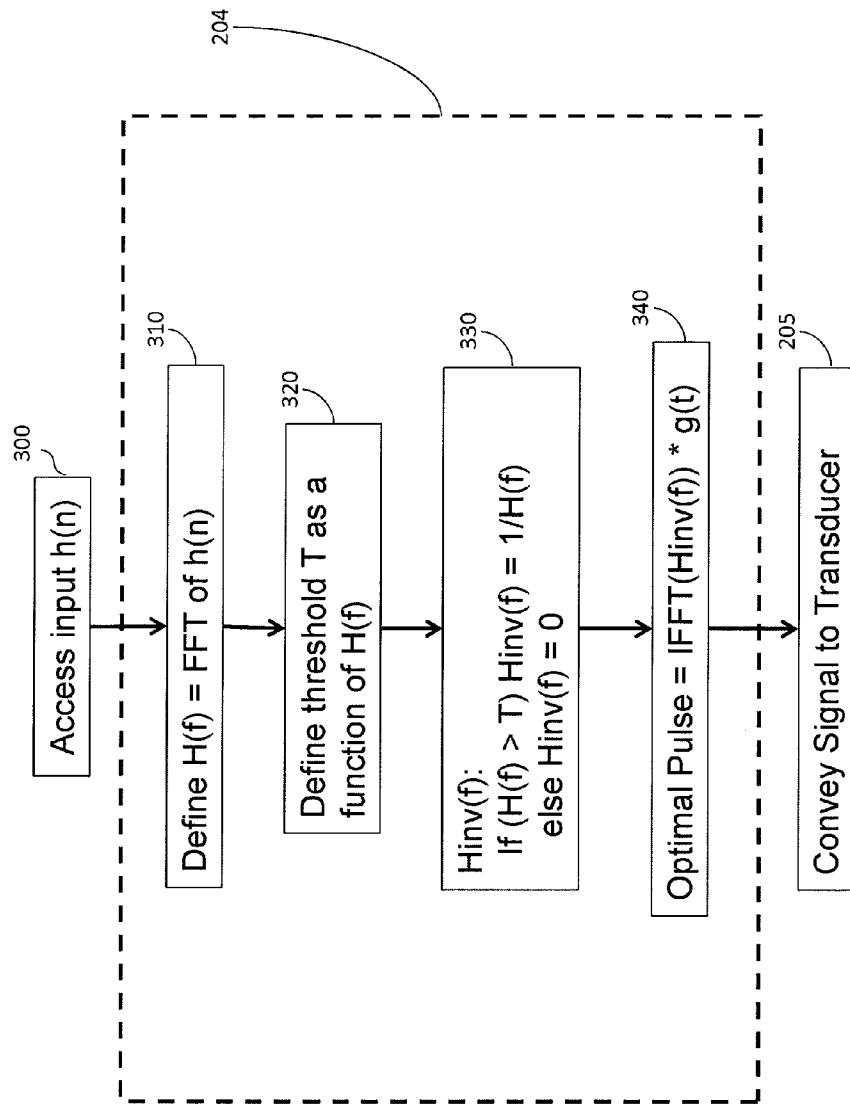 300
Access input h(n)
204
310
Define H(f) = FFT of h(n)
320
Define threshold T as a
function of H(f)
330
Hinv(f):
If (H(f) > T) Hinv(f) = 1/H(f)
else Hinv(f) = 0
340
Optimal Pulse = IFFT(Hinv(f)) * g(t)
205
Convey Signal to Transducer